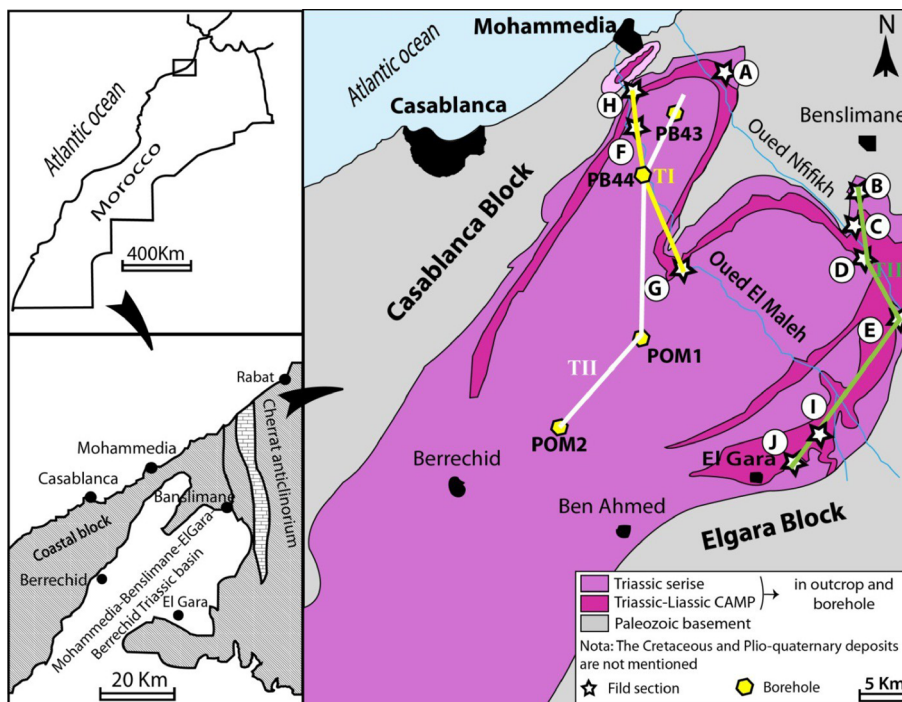 Atlantic ocean
Morocco
400Km
Rabat
Mohammedia
Casablanca
Banslimane
Cherrat anticlinorium
Coastal block
Berrechid
Mohammedia-Benslimane-ElGara
Berrechid Triassic basin
El Gara
20 Km
Atlantic ocean
Mohammedia
Atlantic ocean
Casablanca
N
A
H
PB43
Benslimane
F
Oued Nfifikh
PB44
TI
B
C
D
TIII
Casablanca Block
G
Oued El Maleh
E
POM1
TII
I
POM2
J
Berrechid
El Gara
Ben Ahmed
Elgara Block
Triassic serise
Triassic-Liassic CAMP
in outcrop and
borehole
Paleozoic basement
Nota: The Cretaceous and Plio-quaternary deposits
are not mentioned
Fild section
Borehole
5 Km